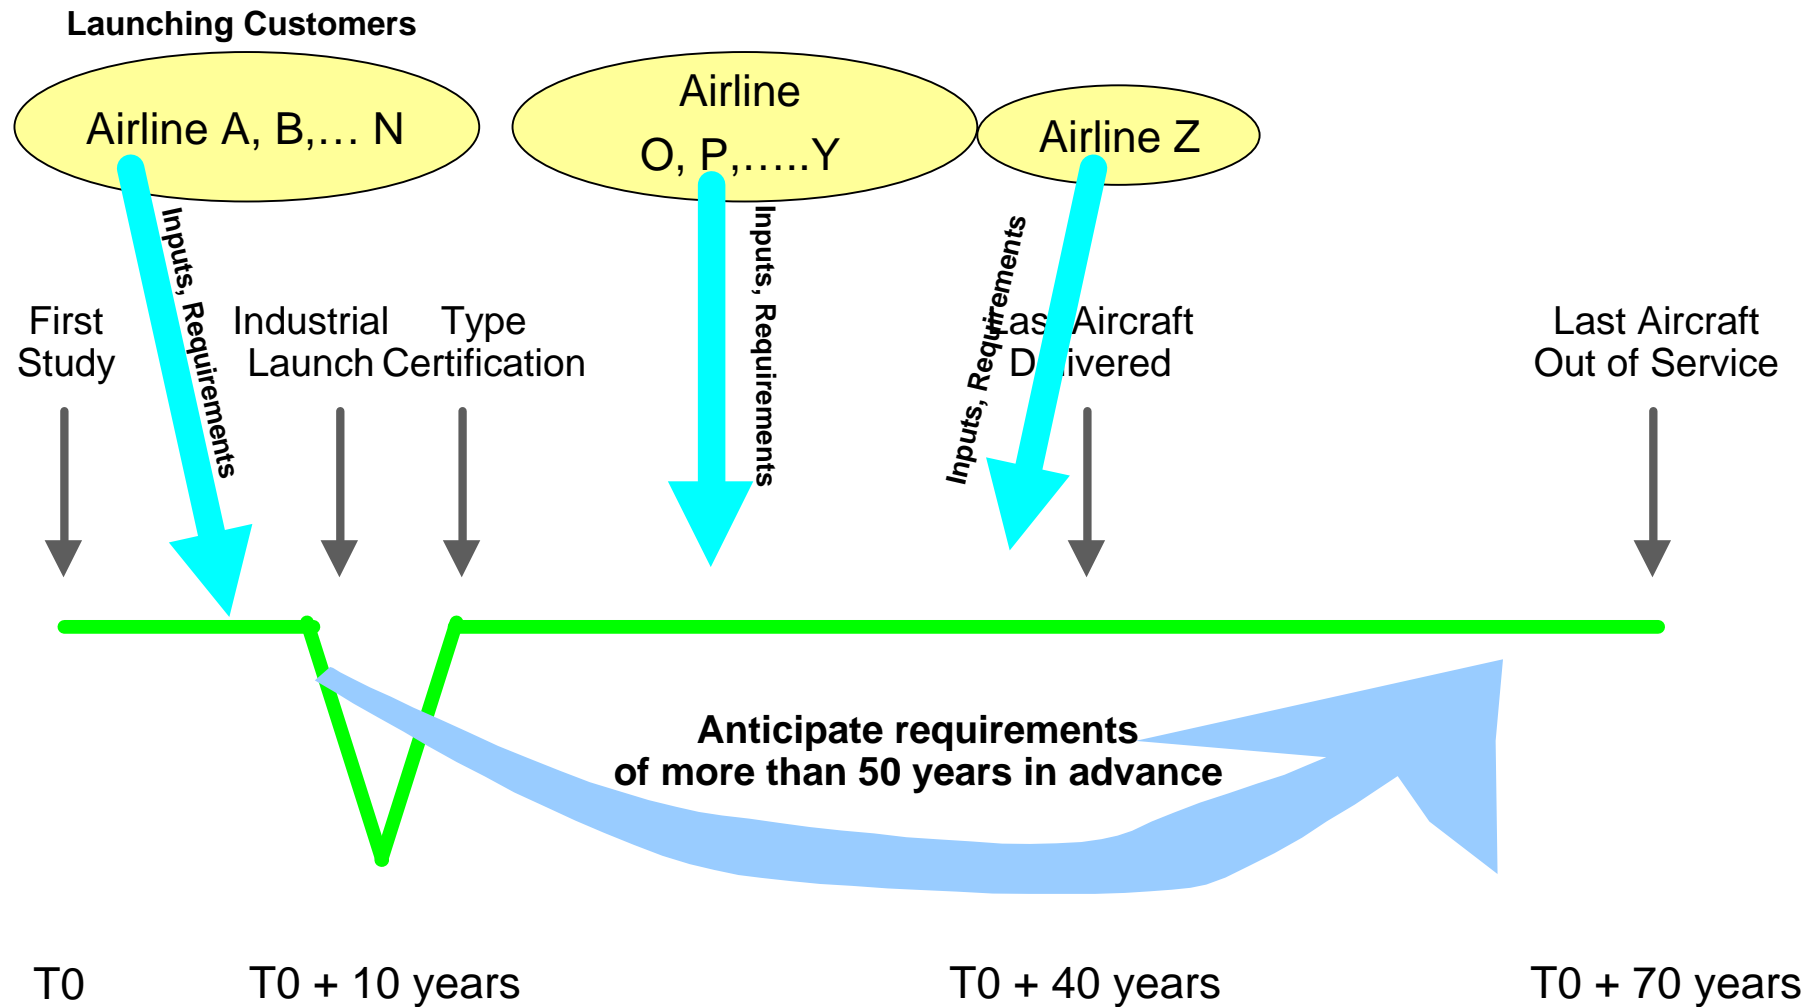 Launching Customers
Airline A, B,… N
Airline
O, P,…..Y
Airline Z
Inputs, Requirements
Inputs, Requirements
Inputs, Requirements
First
Study
Industrial
Launch
Type
Certification
Last Aircraft
Delivered
Last Aircraft
Out of Service
Anticipate requirements
of more than 50 years in advance
T0
T0 + 10 years
T0 + 40 years
T0 + 70 years